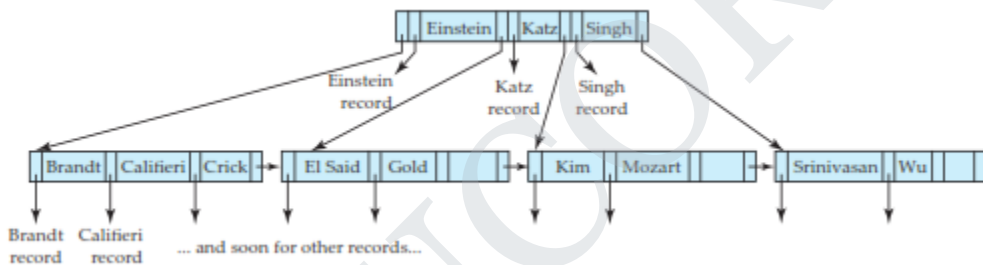 Einstein Katz Singh
Einstein record
Katz record
Singh record
Brandt Califieri Crick El Said Gold Kim Mozart Srinivasan Wu
Brandt record
Califieri record
... and soon for other records...